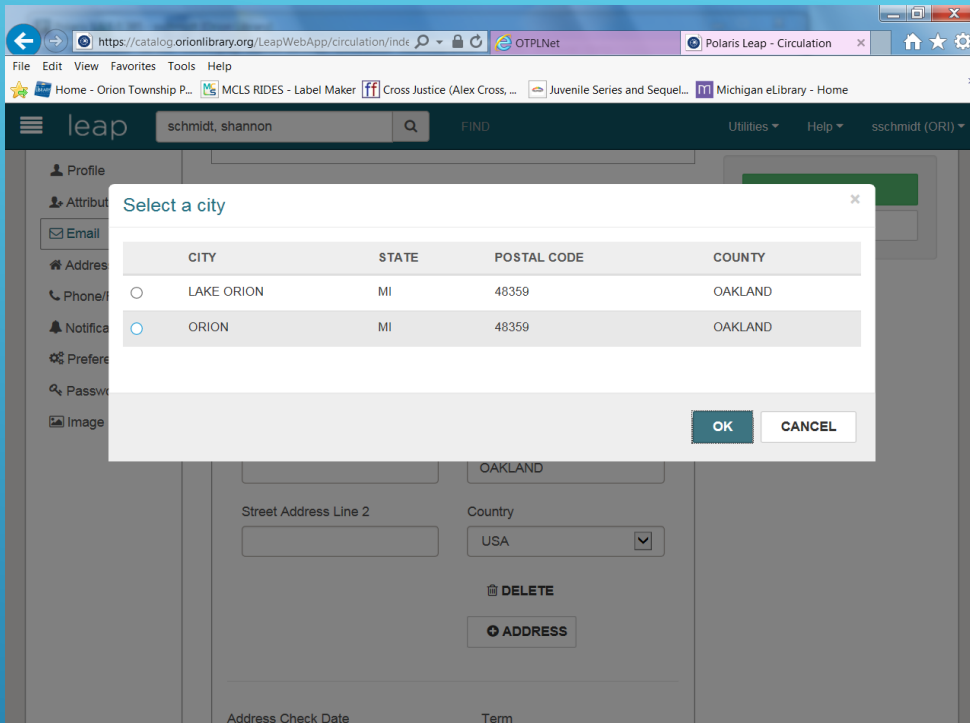 https://catalog.orionlibrary.org/LeapWebApp/circulation/inde
OTPLNet
Polaris Leap - Circulation
File Edit View Favorites Tools Help
Home - Orion Township P... MCLS RIDES - Label Maker Cross Justice (Alex Cross, ... Juvenile Series and Sequel... Michigan eLibrary - Home
leap schmidt, shannon FIND Utilities Help sschmidt (ORI)
Profile
Attribut
Email
Addres
Phone/F
Notifica
Prefere
Passwo
Image
Select a city
CITY STATE POSTAL CODE COUNTY
LAKE ORION MI 48359 OAKLAND
ORION MI 48359 OAKLAND
OK CANCEL
OAKLAND
Street Address Line 2 Country
USA
DELETE
ADDRESS
Address Check Date Term